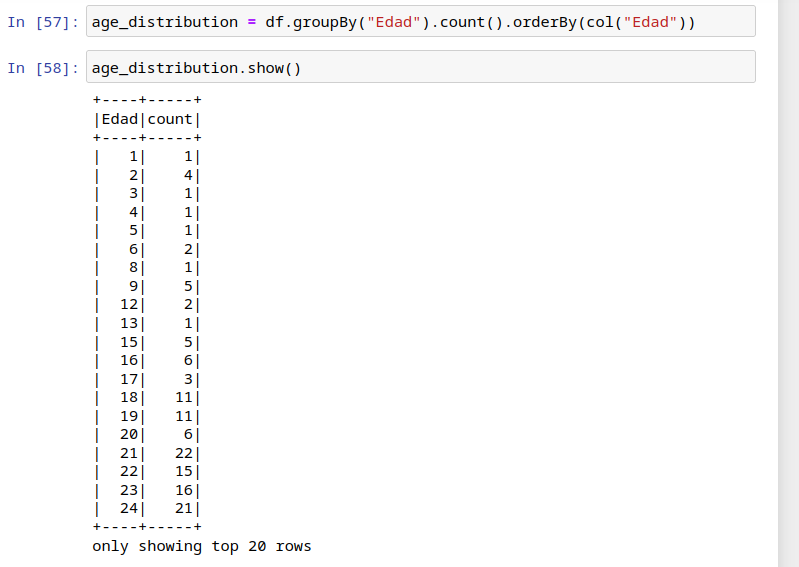 In [57]: age_distribution = df.groupBy("Edad").count().orderBy(col("Edad"))
In [58]: age_distribution.show()
+----+-----+
|Edad|count|
+----+-----+
|   1|    1|
|   2|    4|
|   3|    1|
|   4|    1|
|   5|    1|
|   6|    2|
|   8|    1|
|   9|    5|
|  12|    2|
|  13|    1|
|  15|    5|
|  16|    6|
|  17|    3|
|  18|   11|
|  19|   11|
|  20|    6|
|  21|   22|
|  22|   15|
|  23|   16|
|  24|   21|
+----+-----+
only showing top 20 rows